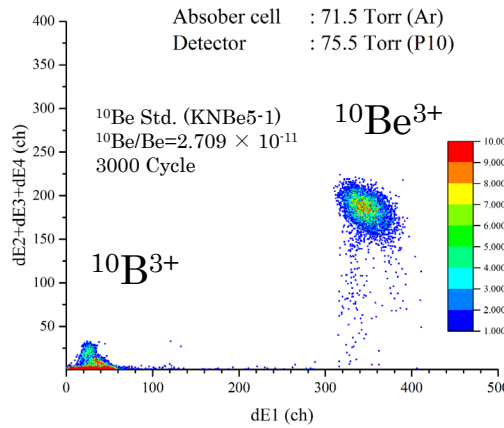 Absober cell : 71.5 Torr (Ar)
Detector : 75.5 Torr (P10)
¹⁰Be Std. (KNBe5-1)
¹⁰Be/Be=2.709 × 10⁻¹¹
3000 Cycle
¹⁰Be³⁺
¹⁰B³⁺
dE2+dE3+dE4 (ch)
400
350
300
250
200
150
100
50
0 100 200 300 400 500
dE1 (ch)
10.000
9.000
8.000
7.000
6.000
5.000
4.000
3.000
2.000
1.000